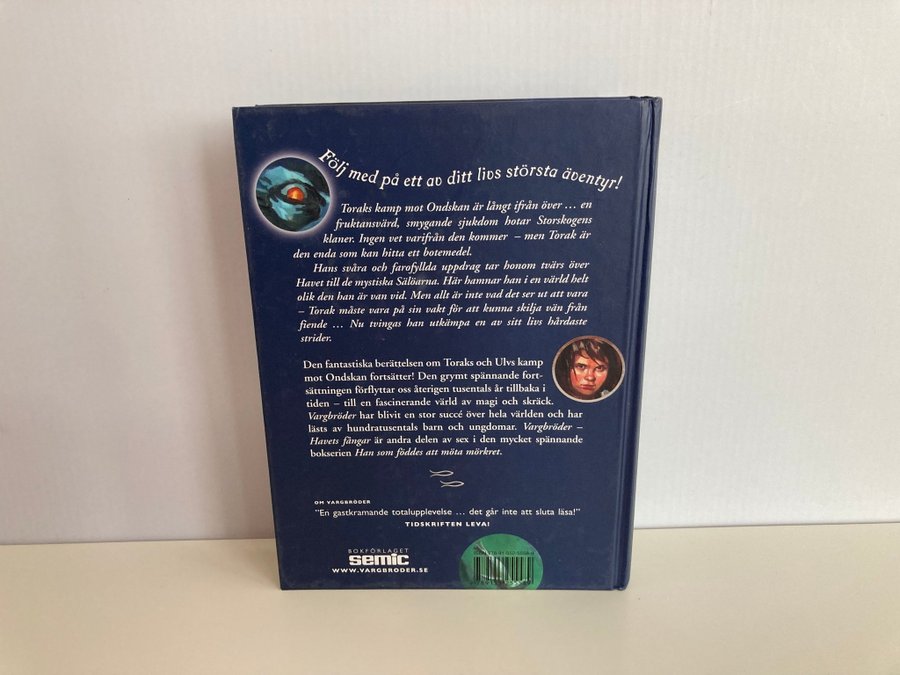 Följ med på ett av ditt livs största äventyr!
Toraks kamp mot Ondskan är långt ifrån över … en
fruktansvärd, smygande sjukdom hotar Storskogens
klaner. Ingen vet varifrån den kommer – men Torak är
den enda som kan hitta ett botemedel.
Hans svåra och farofyllda uppdrag tar honom tvärs över
Havet till de mystiska Sälöarna. Här hamnar han i en värld helt
olik den han är van vid. Men allt är inte vad det ser ut att vara
– Torak måste vara på sin vakt för att kunna skilja vän från
fiende … Nu tvingas han utkämpa en av sitt livs hårdaste
strider.
Den fantastiska berättelsen om Toraks och Ulvs kamp
mot Ondskan fortsätter! Den grymt spännande fort-
sättningen förflyttar oss återigen tusentals år tillbaka i
tiden – till en fascinerande värld av magi och skräck.
Vargbröder har blivit en stor succé över hela världen och har
lästs av hundratusentals barn och ungdomar. Vargbröder –
Havets fångar är andra delen av sex i den mycket spännande
bokserien Han som föddes att möta mörkret.
OM VARGBRÖDER
"En gastkramande totalupplevelse … det går inte att sluta läsa!"
TIDSKRIFTEN LEVA!
BOKFÖRLAGET
semic
WWW.VARGBRODER.SE